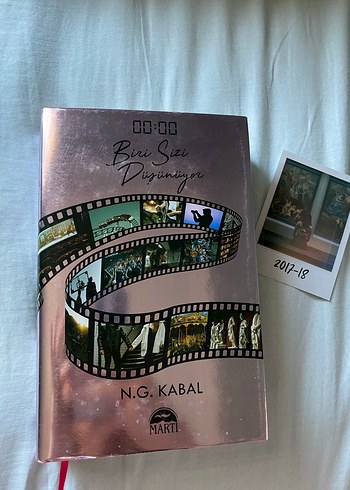 00:00
Biri Sizi
Düşünüyor
N.G. KABAL
MARTI
2017-18